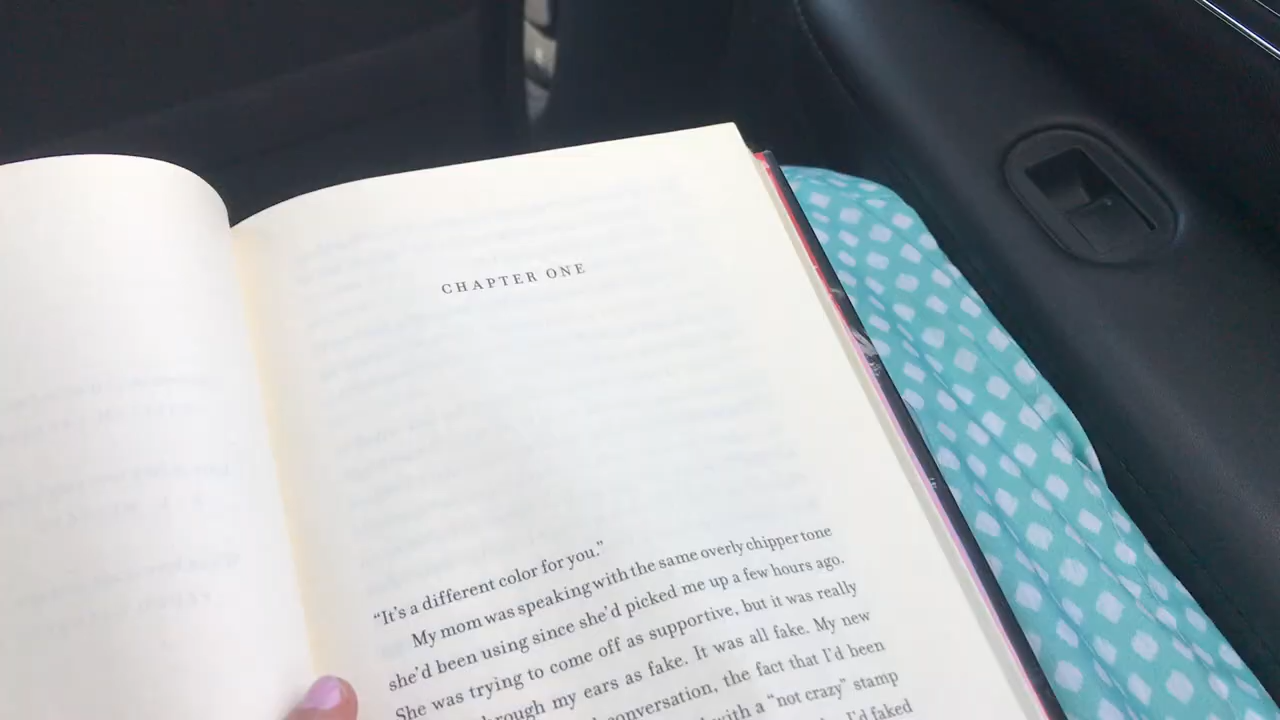 CHAPTER ONE
“It’s a different color for you.”
My mom was speaking with the same overly chipper tone
she’d been using since she’d picked me up a few hours ago.
She was trying to come off as supportive, but it was really
through my ears as fake. It was all fake. My new
conversation, the fact that I’d been
with a “not crazy” stamp
I’d faked